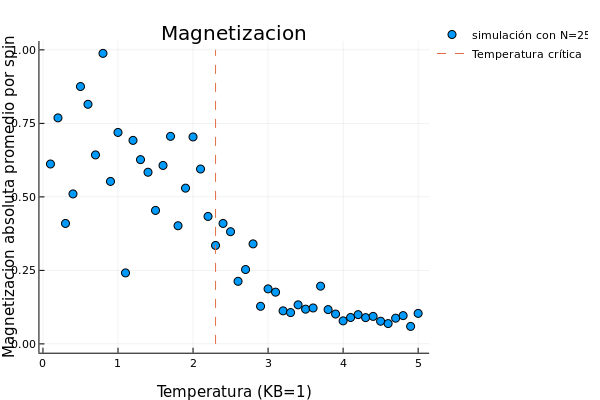 Magnetizacion
simulación con N=25
Temperatura crítica
Magnetizacion absoluta promedio por spin
1.00
0.75
0.50
0.25
0.00
0
1
2
3
4
5
Temperatura (KB=1)